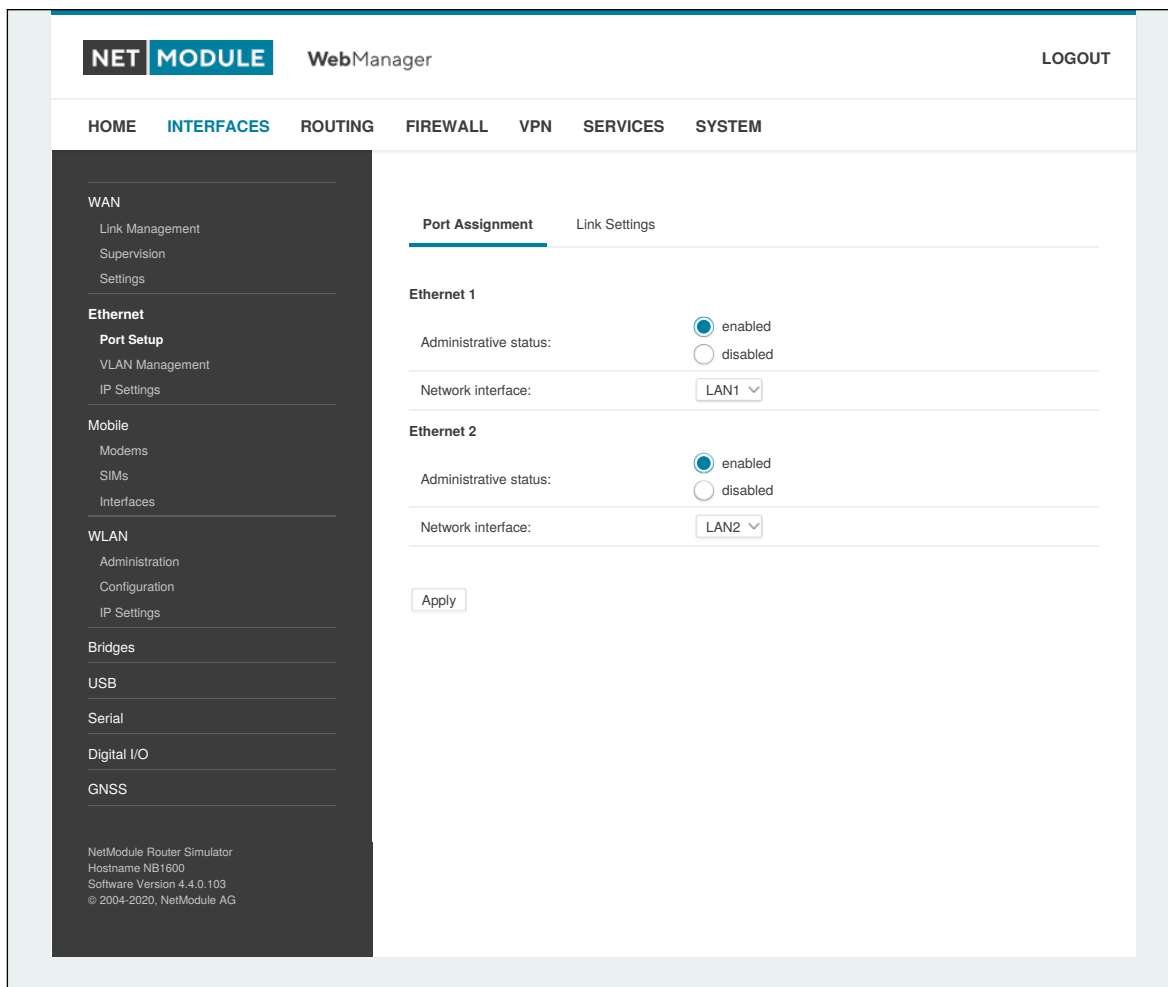 NET MODULE WebManager LOGOUT
HOME INTERFACES ROUTING FIREWALL VPN SERVICES SYSTEM
WAN
Link Management
Supervision
Settings
Ethernet
Port Setup
VLAN Management
IP Settings
Mobile
Modems
SIMs
Interfaces
WLAN
Administration
Configuration
IP Settings
Bridges
USB
Serial
Digital I/O
GNSS
NetModule Router Simulator
Hostname NB1600
Software Version 4.4.0.103
© 2004-2020, NetModule AG
Port Assignment Link Settings
Ethernet 1
Administrative status:
enabled
disabled
Network interface: LAN1
Ethernet 2
Administrative status:
enabled
disabled
Network interface: LAN2
Apply